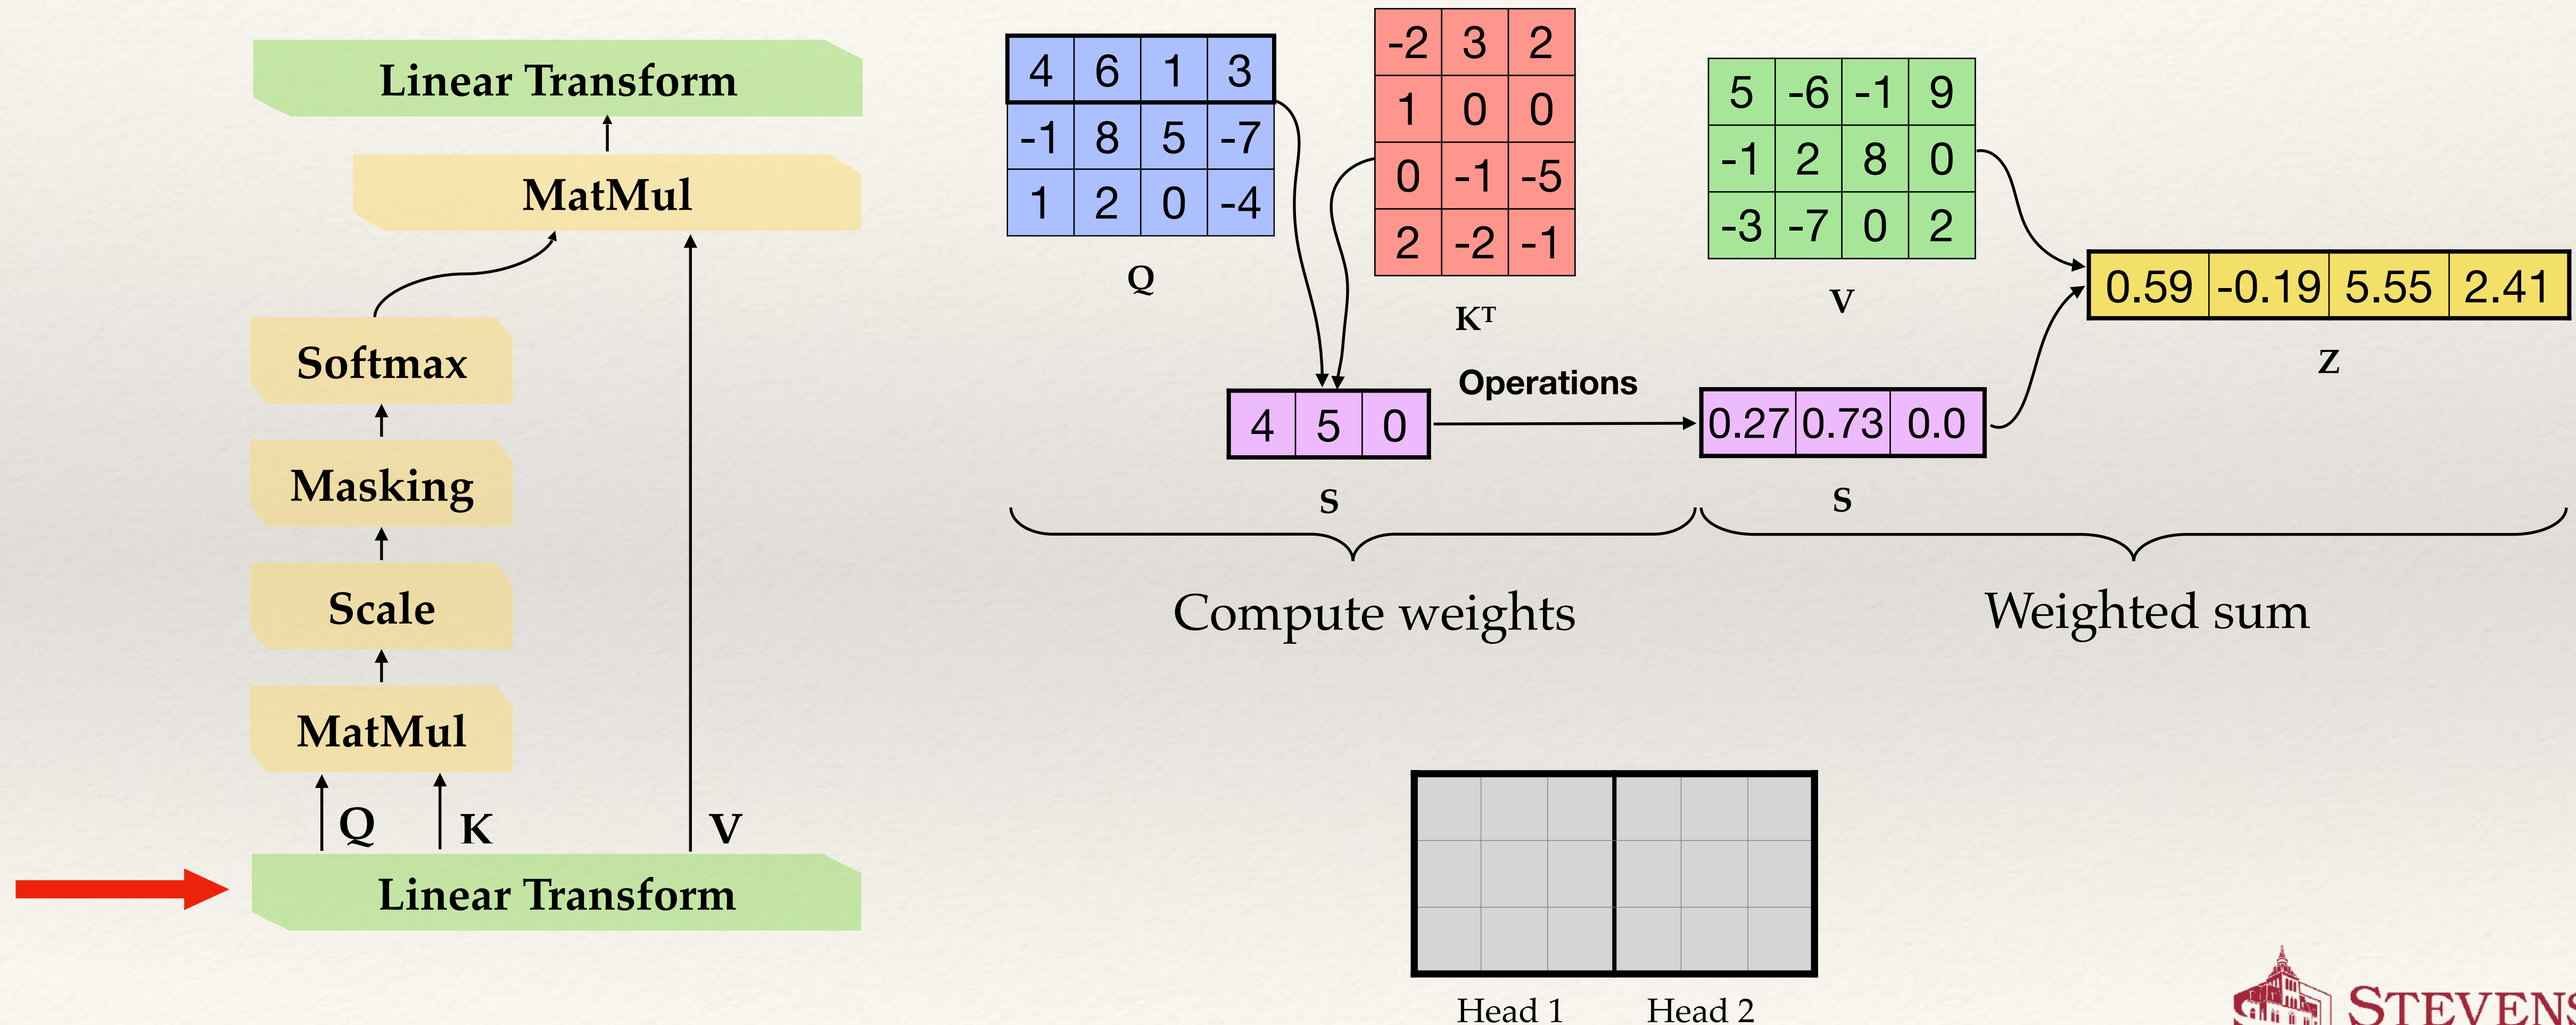 Linear Transform
MatMul
Softmax
Masking
Scale
MatMul
Q K V
Linear Transform
4 6 1 3
-1 8 5 -7
1 2 0 -4
Q
-2 3 2
1 0 0
0 -1 -5
2 -2 -1
Kᵀ
5 -6 -1 9
-1 2 8 0
-3 -7 0 2
V
4 5 0
S
Operations
0.27 0.73 0.0
S
0.59 -0.19 5.55 2.41
Z
Compute weights
Weighted sum
Head 1 Head 2
STEVENS